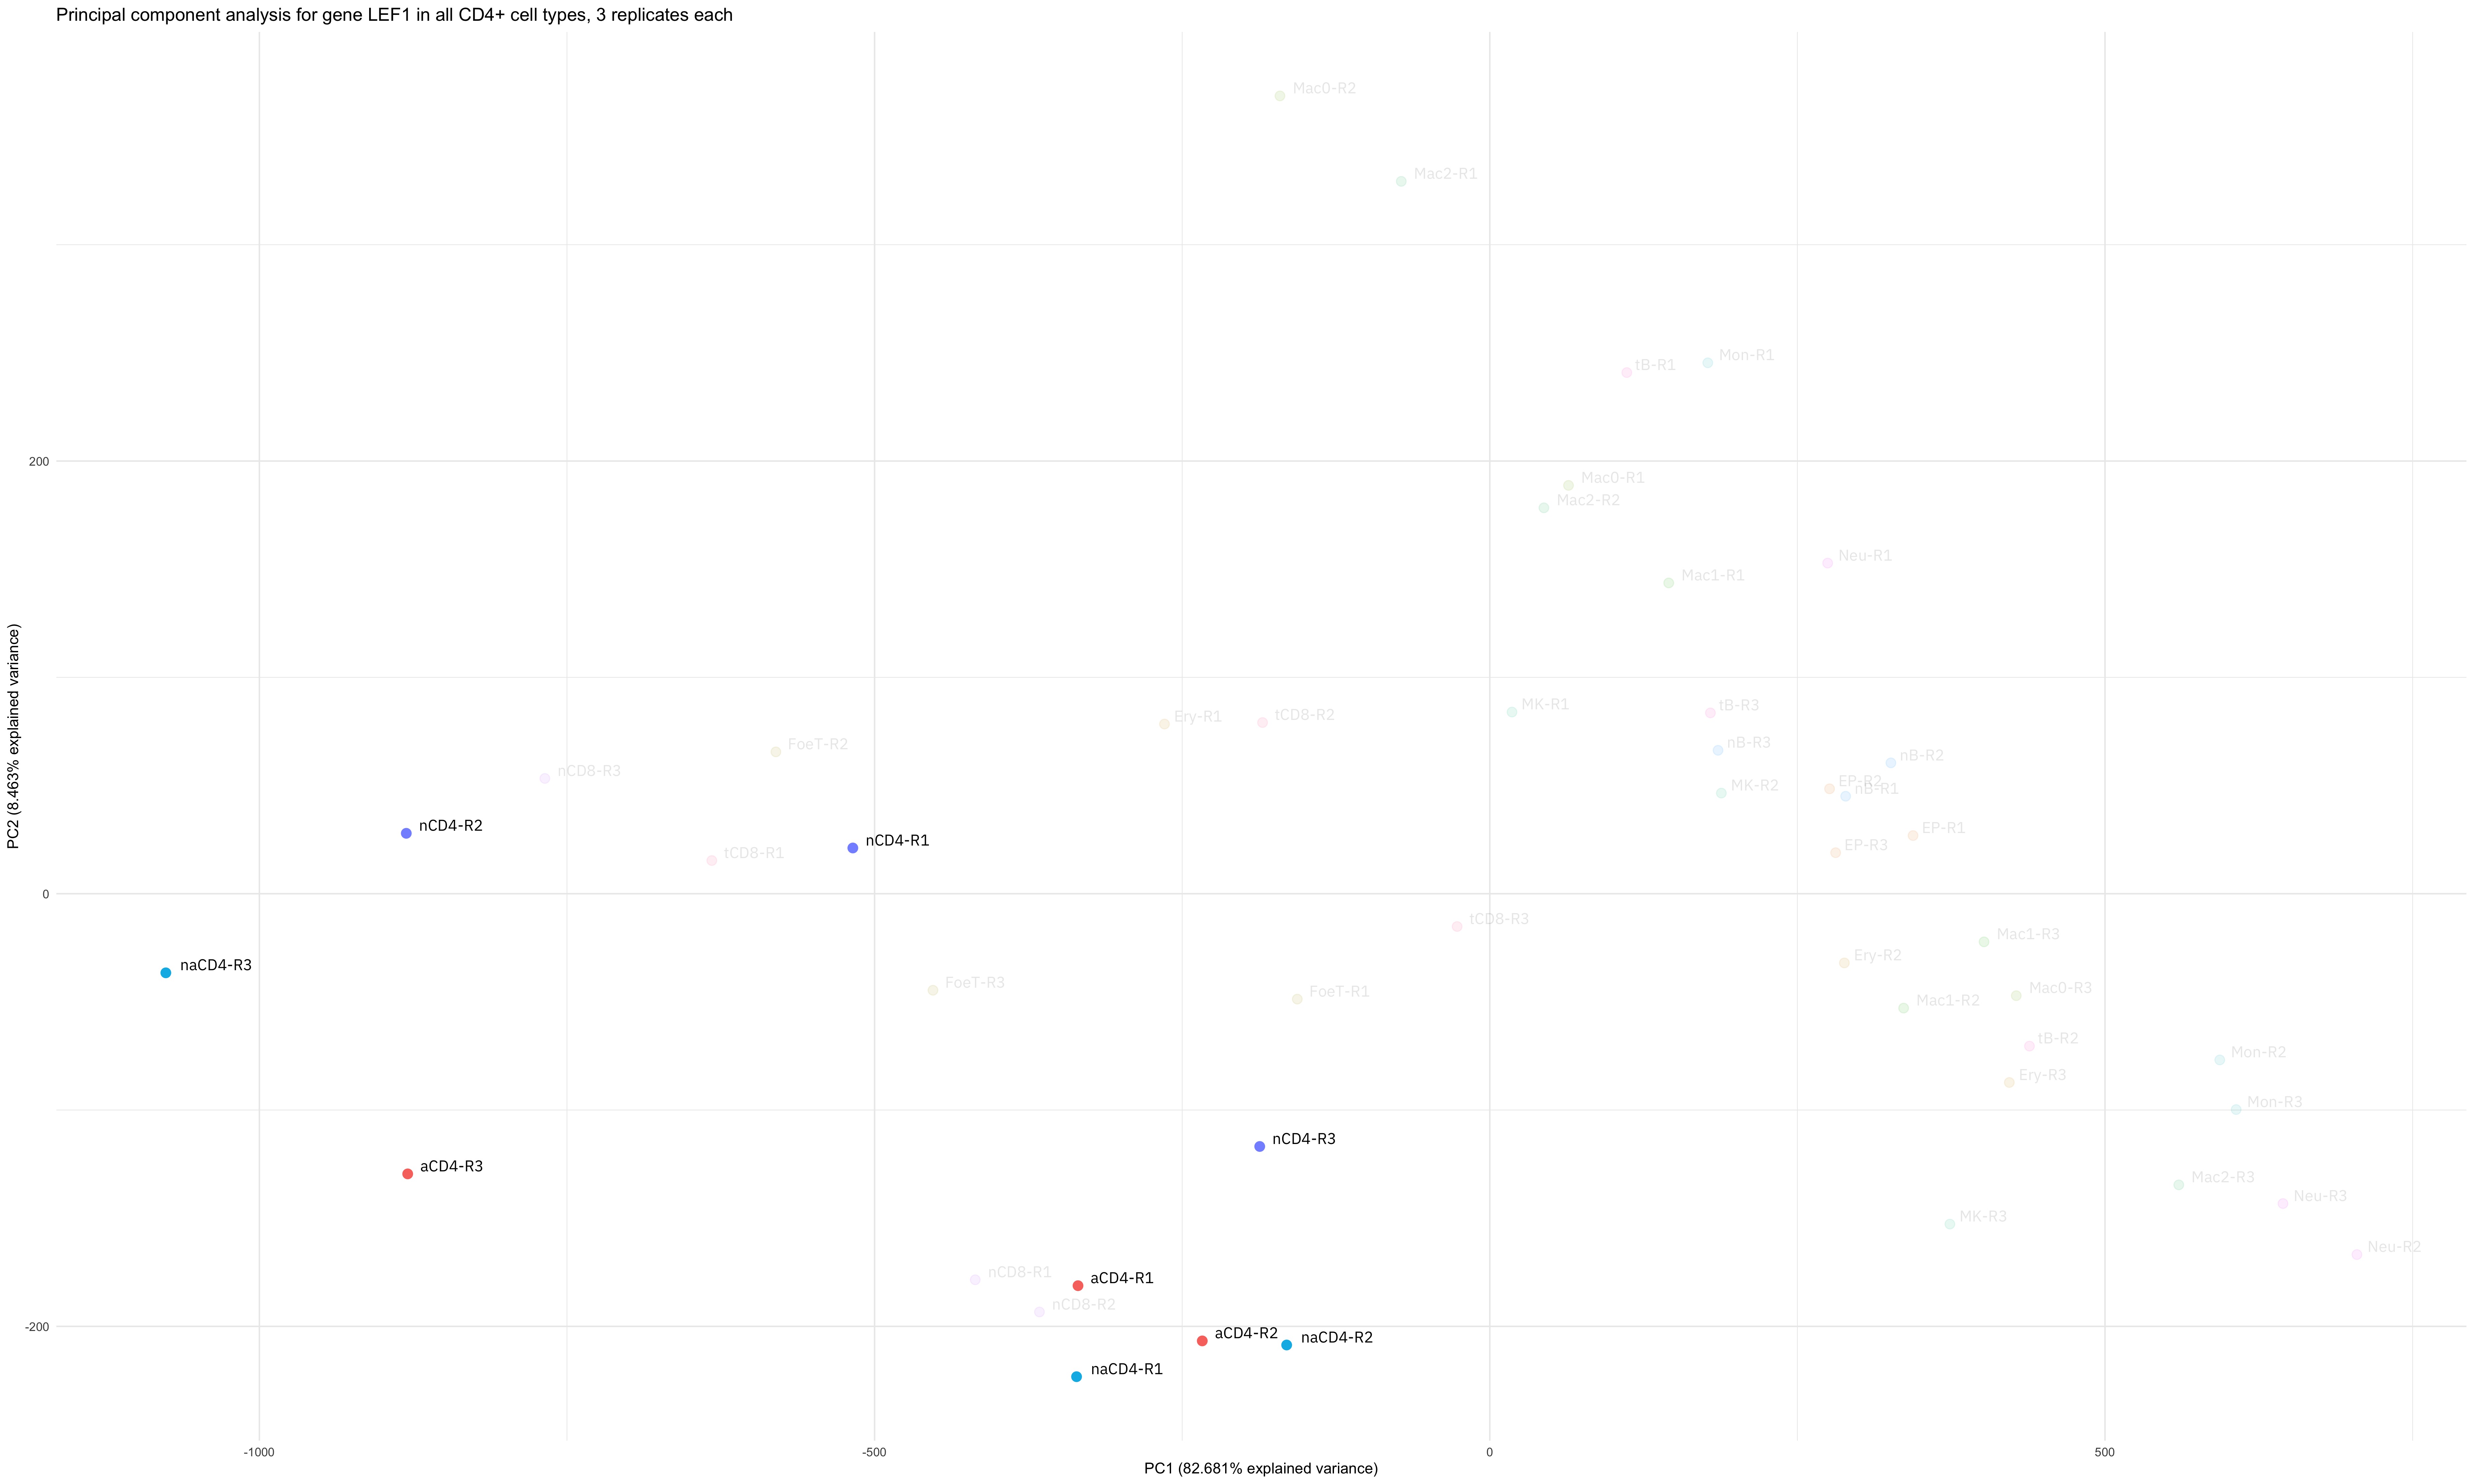 Principal component analysis for gene LEF1 in all CD4+ cell types, 3 replicates each
Mac0-R2
Mac2-R1
Mon-R1
tB-R1
200
Mac0-R1
Mac2-R2
Neu-R1
Mac1-R1
MK-R1
tB-R3
tCD8-R2
Ery-R1
nB-R3
FoeT-R2
nB-R2
nCD8-R3
EP-R2
MK-R2
nB-R1
nCD4-R2
EP-R1
nCD4-R1
EP-R3
tCD8-R1
0
tCD8-R3
Mac1-R3
Ery-R2
naCD4-R3
FoeT-R3
Mac0-R3
FoeT-R1
Mac1-R2
tB-R2
Mon-R2
Ery-R3
Mon-R3
nCD4-R3
aCD4-R3
Mac2-R3
Neu-R3
MK-R3
Neu-R2
nCD8-R1
aCD4-R1
nCD8-R2
-200
aCD4-R2
naCD4-R2
naCD4-R1
PC2 (8.463% explained variance)
-1000
-500
0
500
PC1 (82.681% explained variance)